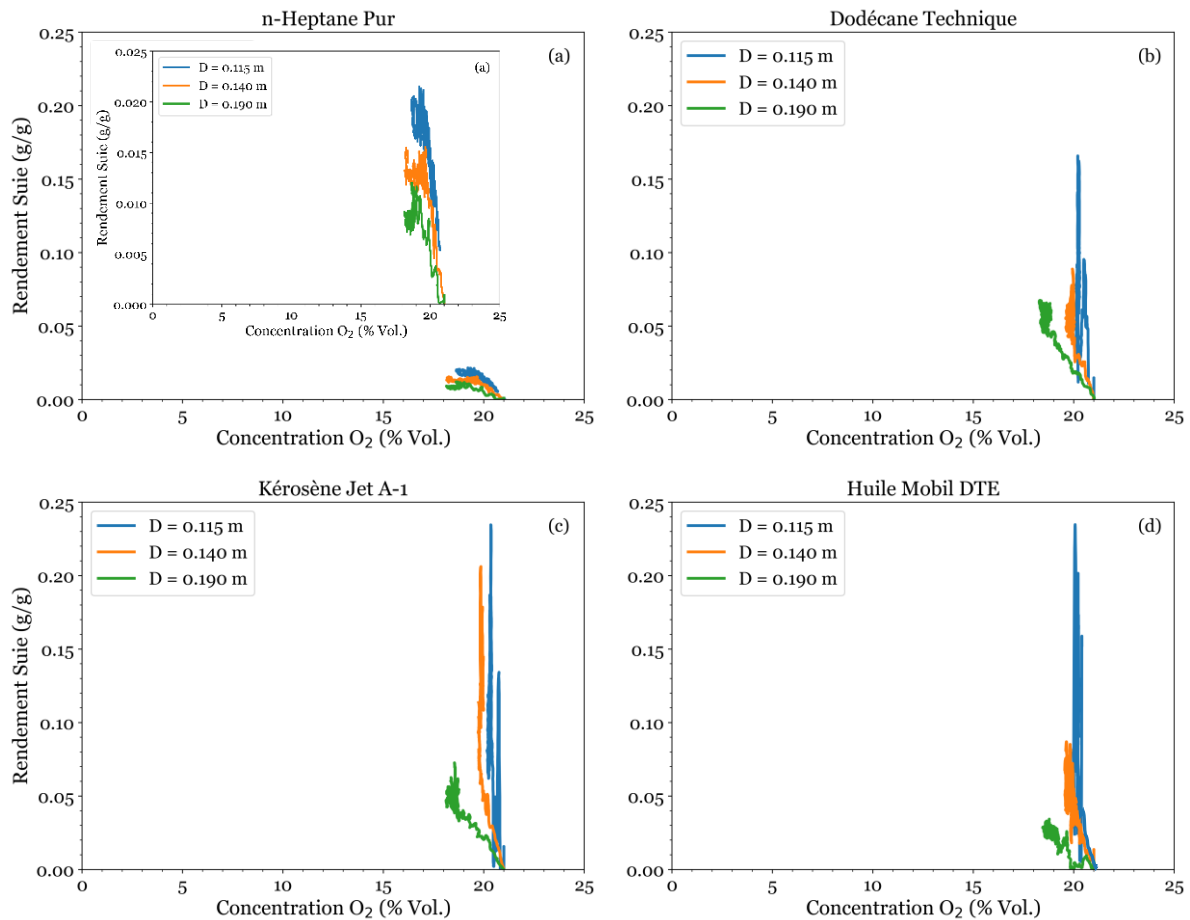 n-Heptane Pur
0.25
0.20
0.15
0.10
0.05
0.00
Rendement Suie (g/g)
(a)
0.025
0.020
0.015
0.010
0.005
0.000
Rendement Suie (g/g)
D = 0.115 m
D = 0.140 m
D = 0.190 m
(a)
0 5 10 15 20 25
Concentration O₂ (% Vol.)
0 5 10 15 20 25
Concentration O₂ (% Vol.)
Dodécane Technique
0.25
0.20
0.15
0.10
0.05
0.00
Rendement Suie (g/g)
D = 0.115 m
D = 0.140 m
D = 0.190 m
(b)
0 5 10 15 20 25
Concentration O₂ (% Vol.)
Kérosène Jet A-1
0.25
0.20
0.15
0.10
0.05
0.00
Rendement Suie (g/g)
D = 0.115 m
D = 0.140 m
D = 0.190 m
(c)
0 5 10 15 20 25
Concentration O₂ (% Vol.)
Huile Mobil DTE
0.25
0.20
0.15
0.10
0.05
0.00
Rendement Suie (g/g)
D = 0.115 m
D = 0.140 m
D = 0.190 m
(d)
0 5 10 15 20 25
Concentration O₂ (% Vol.)